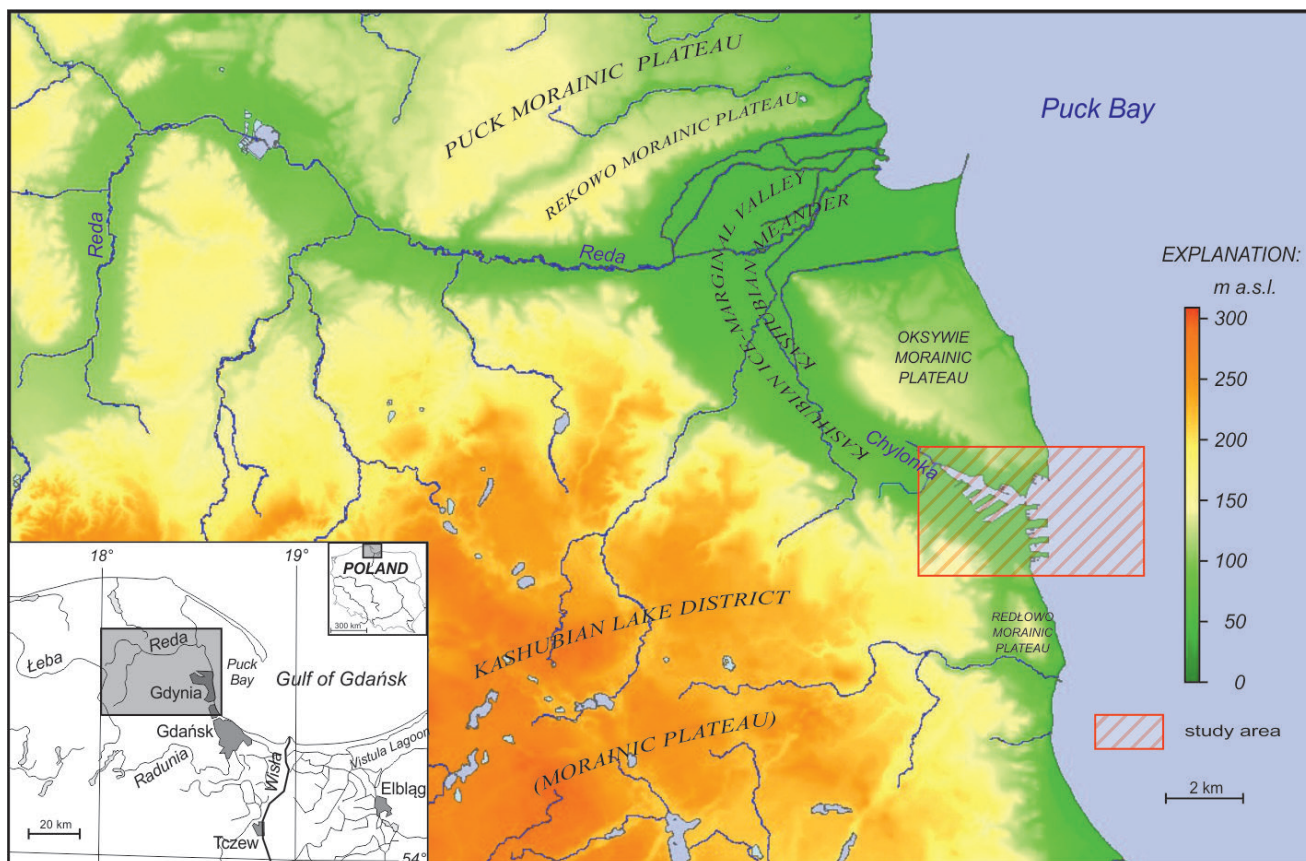 PUCK MORAINIC PLATEAU
REKOWO MORAINIC PLATEAU
Puck Bay
Reda
Reda
KASHUBIAN ICE-MARGINAL VALLEY
KASHUBIAN MEANDER
OKSYWIE
MORAINIC
PLATEAU
Chylonka
REDŁOWO
MORAINIC
PLATEAU
KASHUBIAN LAKE DISTRICT
(MORAINIC PLATEAU)
EXPLANATION:
m a.s.l.
300
250
200
150
100
50
0
study area
2 km
18°
19°
POLAND
300 km
Łeba
Reda
Puck
Bay
Gdynia
Gulf of Gdańsk
Gdańsk
Radunia
Wisła
Vistula Lagoon
Elbląg
Tczew
20 km
54°